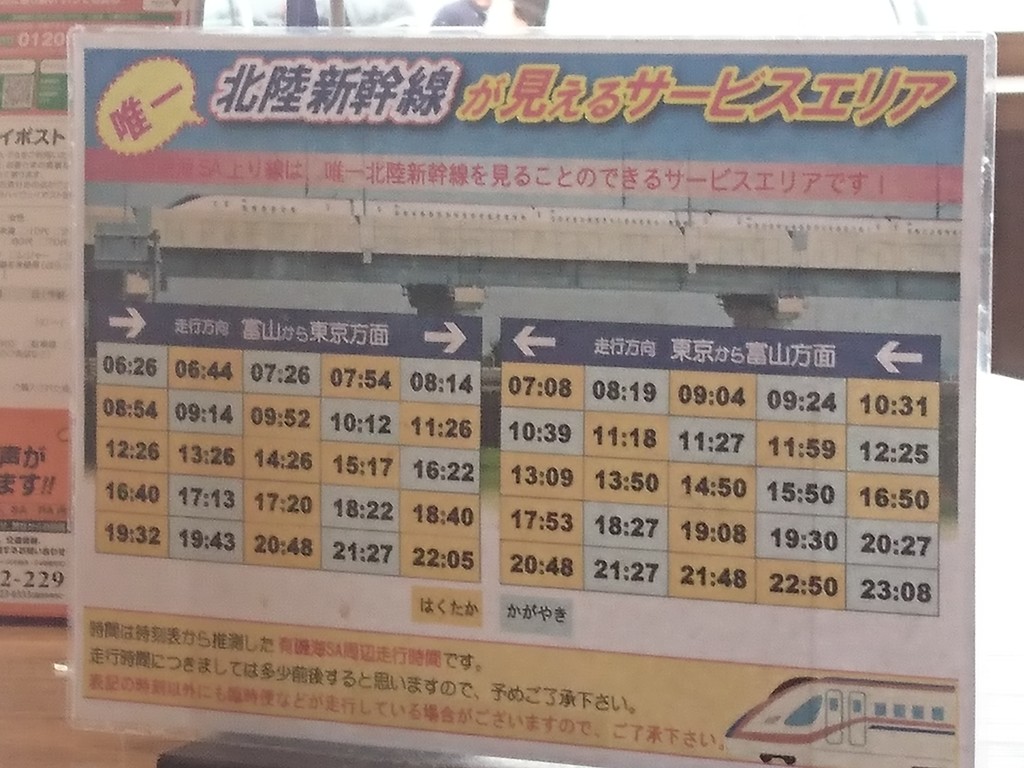 0120
イポスト
声が
ます!!
2-229
唯一
北陸新幹線が見えるサービスエリア
SA上り線は、唯一北陸新幹線を見ることのできるサービスエリアです!
→ 走行方向 富山から東京方面 →
06:26 06:44 07:26 07:54 08:14
08:54 09:14 09:52 10:12 11:26
12:26 13:26 14:26 15:17 16:22
16:40 17:13 17:20 18:22 18:40
19:32 19:43 20:48 21:27 22:05
← 走行方向 東京から富山方面 ←
07:08 08:19 09:04 09:24 10:31
10:39 11:18 11:27 11:59 12:25
13:09 13:50 14:50 15:50 16:50
17:53 18:27 19:08 19:30 20:27
20:48 21:27 21:48 22:50 23:08
はくたか かがやき
時間は時刻表から推測した 有磯海SA周辺走行時間です。
走行時間につきましては多少前後すると思いますので、予めご了承下さい。
表記の時刻以外にも臨時便などが走行している場合がございますので、ご了承下さい。